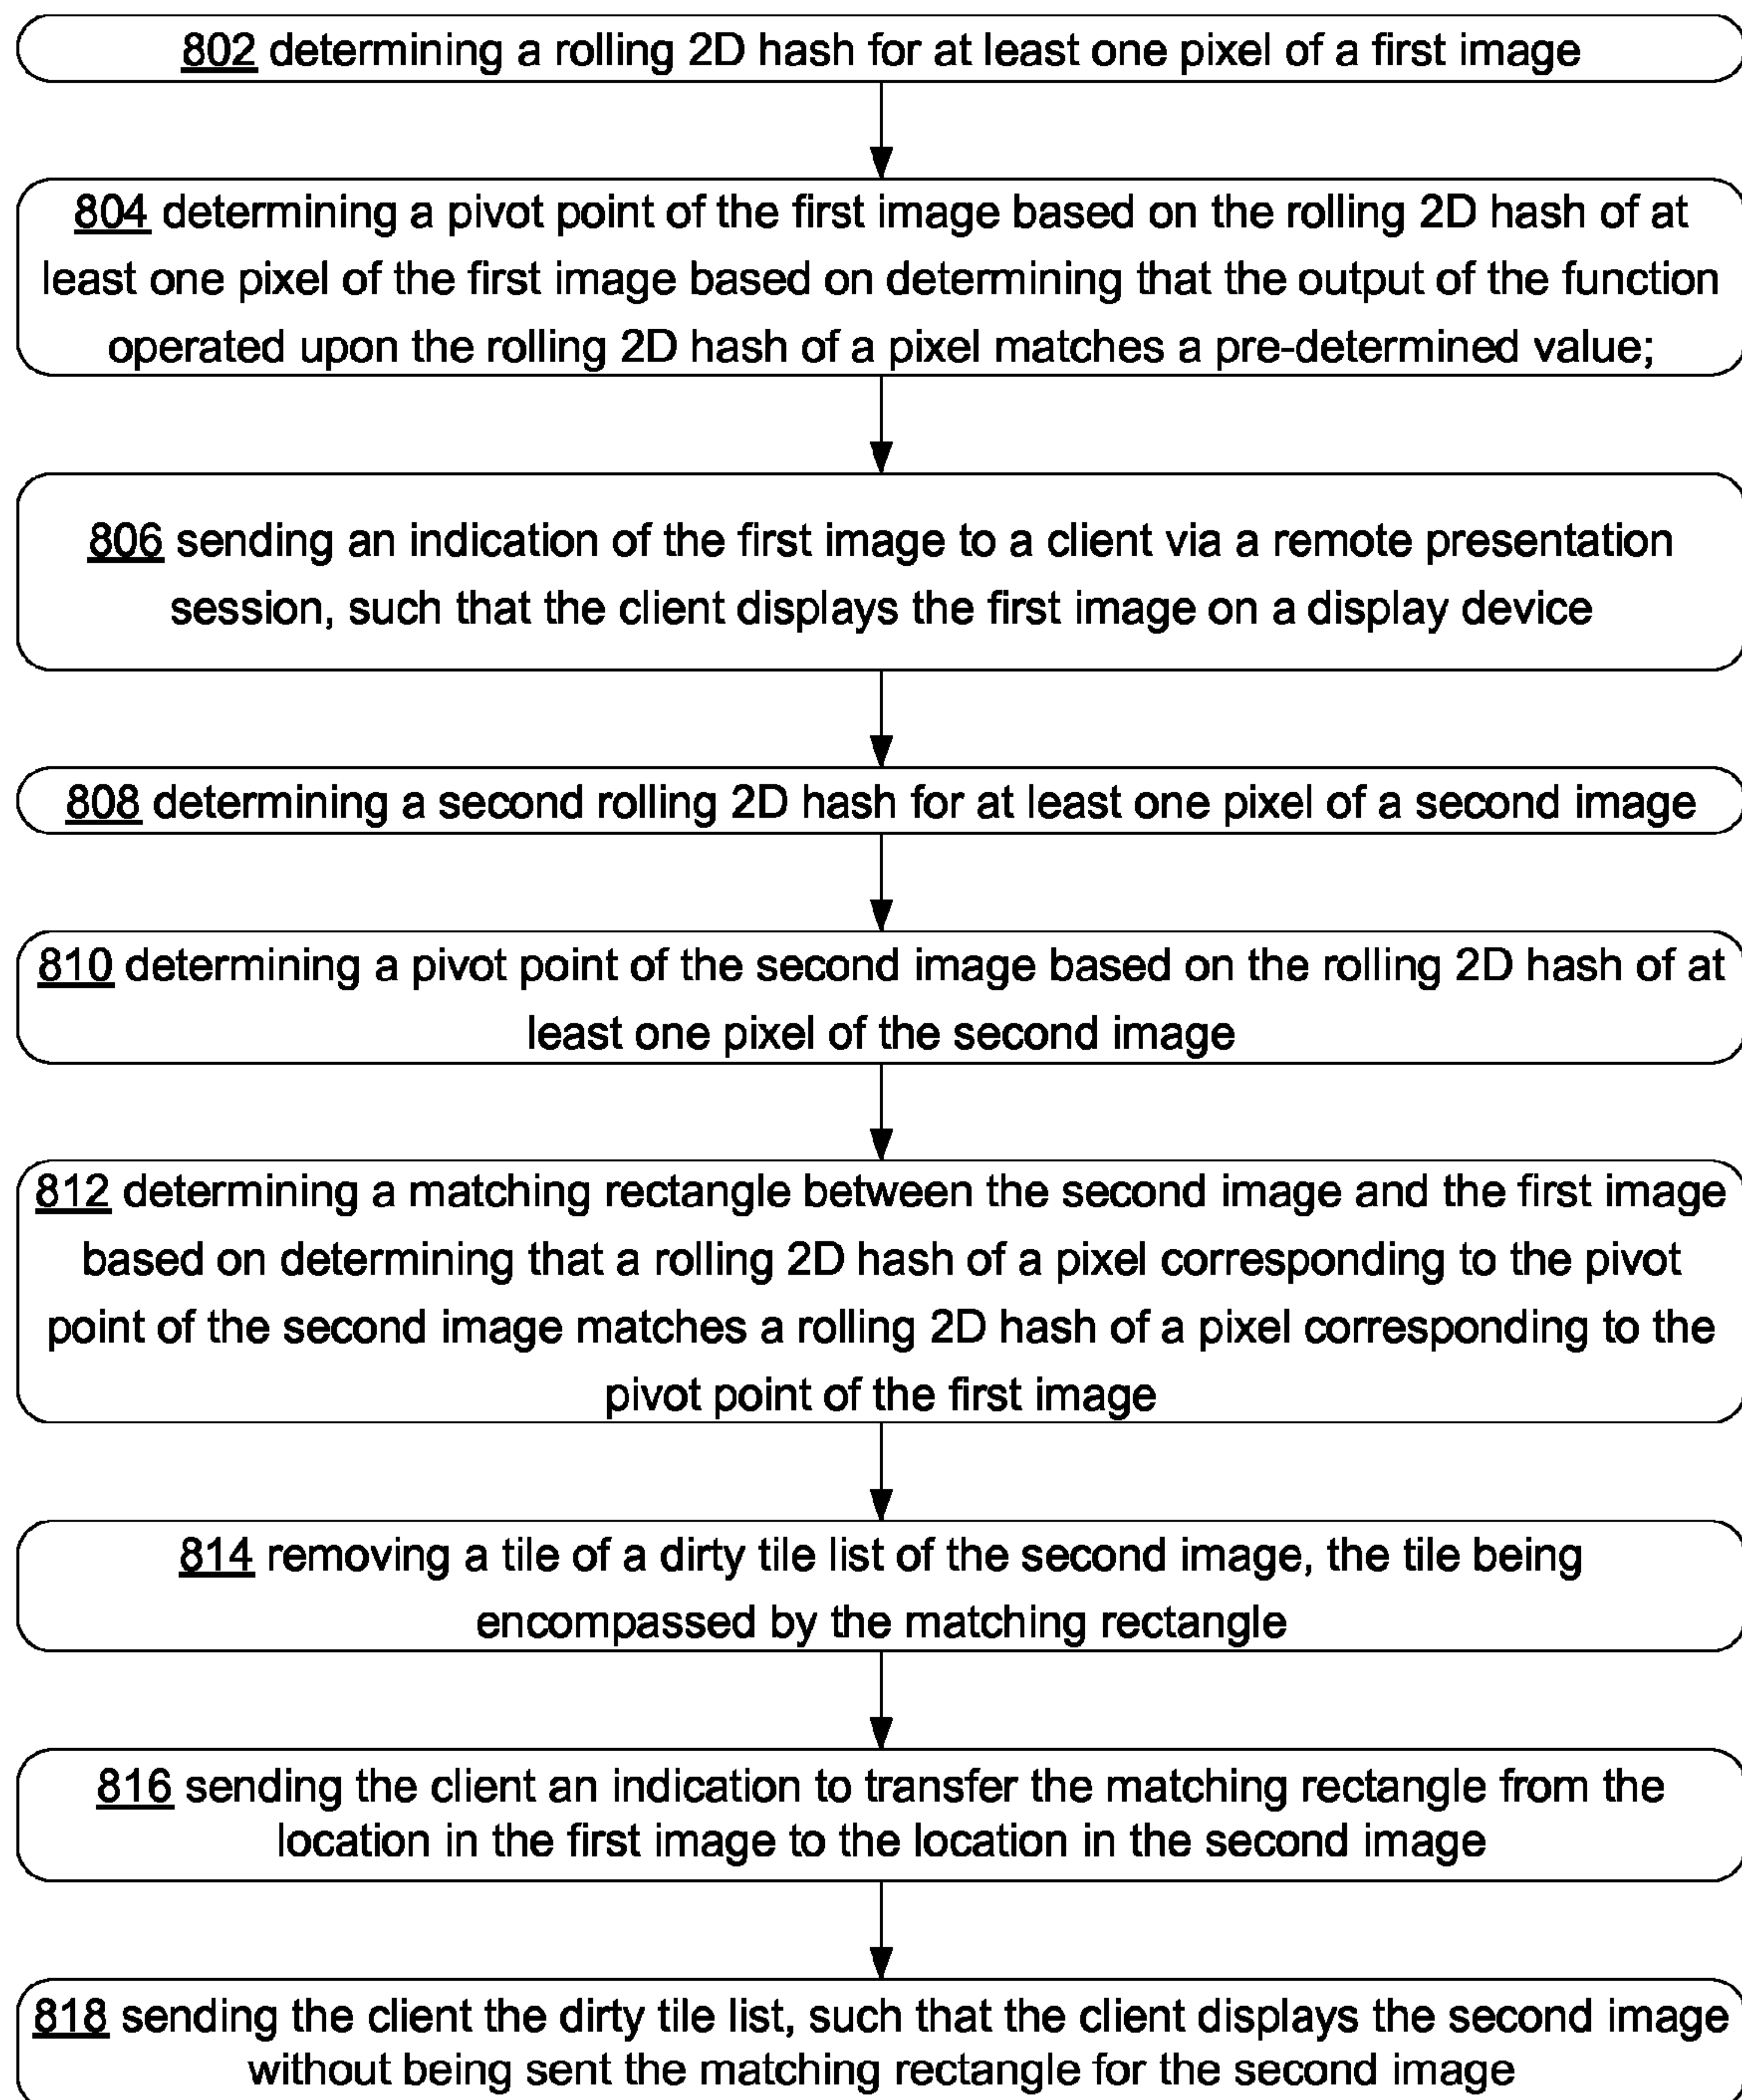 802 determining a rolling 2D hash for at least one pixel of a first image
804 determining a pivot point of the first image based on the rolling 2D hash of at
least one pixel of the first image based on determining that the output of the function
operated upon the rolling 2D hash of a pixel matches a pre-determined value;
806 sending an indication of the first image to a client via a remote presentation
session, such that the client displays the first image on a display device
808 determining a second rolling 2D hash for at least one pixel of a second image
810 determining a pivot point of the second image based on the rolling 2D hash of at
least one pixel of the second image
812 determining a matching rectangle between the second image and the first image
based on determining that a rolling 2D hash of a pixel corresponding to the pivot
point of the second image matches a rolling 2D hash of a pixel corresponding to the
pivot point of the first image
814 removing a tile of a dirty tile list of the second image, the tile being
encompassed by the matching rectangle
816 sending the client an indication to transfer the matching rectangle from the
location in the first image to the location in the second image
818 sending the client the dirty tile list, such that the client displays the second image
without being sent the matching rectangle for the second image